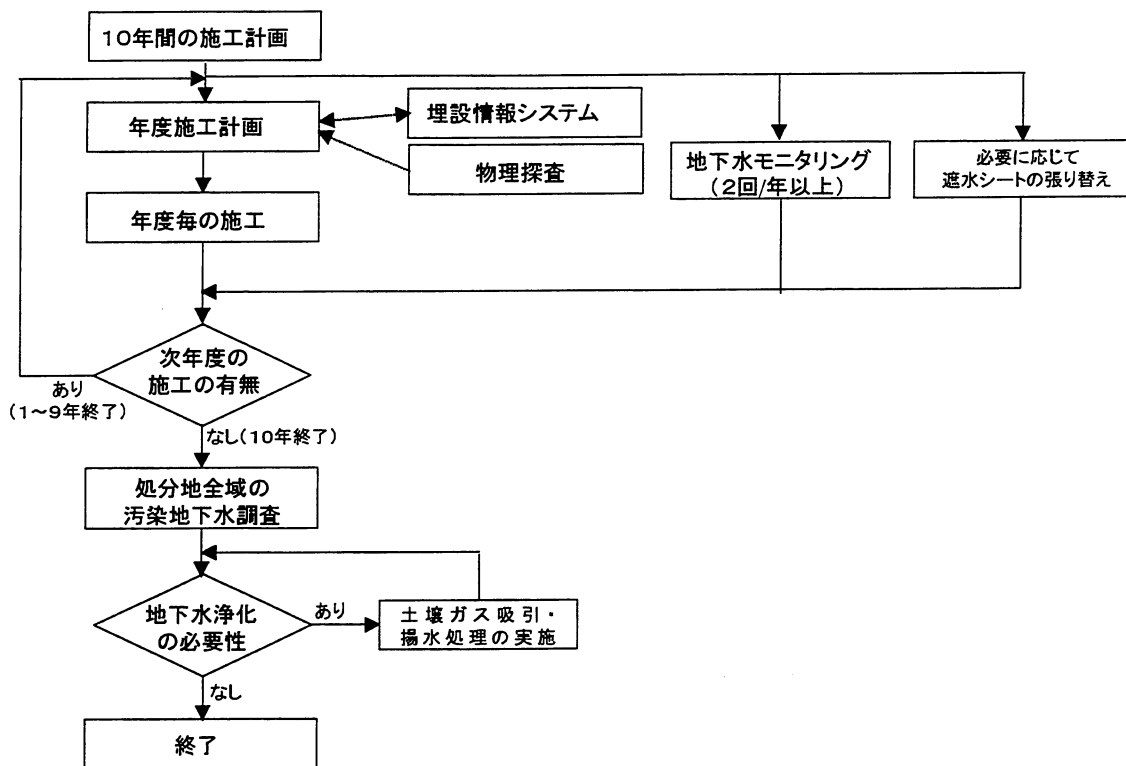 10年間の施工計画
年度施工計画
埋設情報システム
物理探査
地下水モニタリング
(2回/年以上)
必要に応じて
遮水シートの張り替え
年度毎の施工
次年度の
施工の有無
あり
(1～9年終了)
なし(10年終了)
処分地全域の
汚染地下水調査
地下水浄化
の必要性
あり
土壌ガス吸引・
揚水処理の実施
なし
終了